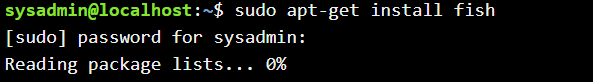 sysadmin@localhost:~$ sudo apt-get install fish
[sudo] password for sysadmin:
Reading package lists... 0%